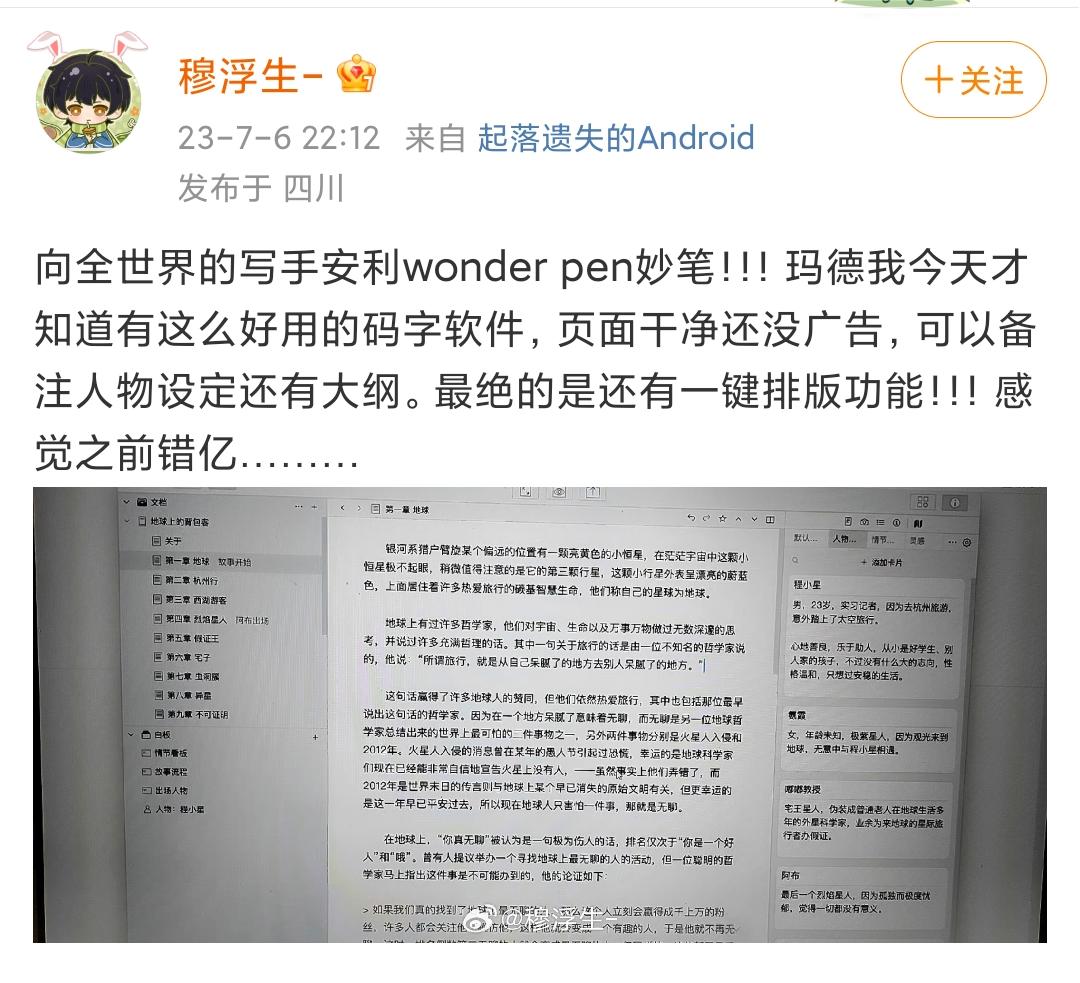 穆浮生-
+关注
23-7-6 22:12 来自 起落遗失的Android
发布于 四川
向全世界的写手安利wonder pen妙笔!!! 玛德我今天才
知道有这么好用的码字软件, 页面干净还没广告, 可以备
注人物设定还有大纲。最绝的是还有一键排版功能!!! 感
觉之前错亿………
文档
地球上的背包客
关于
第一章 地球 故事开始
第二章 杭州行
第三章 西湖游客
第四章 烈焰星人 阿布出场
第五章 假证王
第六章 宅子
第七章 虫洞猴
第八章 异星
第九章 不可证明
白板
情节看板
故事流程
出场人物
人物: 程小星
第一章 地球
银河系猎户臂旋某个偏远的位置有一颗亮黄色的小恒星, 在茫茫宇宙中这颗小
恒星极不起眼, 稍微值得注意的是它的第三颗行星, 这颗小行星外表呈漂亮的蔚蓝
色, 上面居住着许多热爱旅行的碳基智慧生命, 他们称自己的星球为地球。
地球上有过许多哲学家, 他们对宇宙、生命以及万事万物做过无数深邃的思
考, 并说过许多充满哲理的话。其中一句关于旅行的话是由一位不知名的哲学家说
的, 他说: “所谓旅行, 就是从自己呆腻了的地方去别人呆腻了的地方。”
这句话赢得了许多地球人的赞同, 但他们依然热爱旅行, 其中也包括那位最早
说出这句话的哲学家。因为在一个地方呆腻了意味着无聊, 而无聊是另一位地球哲
学家总结出来的世界上最可怕的三件事物之一, 另外两件事物分别是火星人入侵和
2012年。火星人入侵的消息曾在某年的愚人节引起过恐慌, 幸运的是地球科学家
们现在已经能非常自信地宣告火星上没有人, ——虽然事实上他们弄错了, 而
2012年是世界末日的传言则与地球上某个早已消失的原始文明有关, 但更幸运的
是这一年早已平安过去, 所以现在地球人只害怕一件事, 那就是无聊。
在地球上, “你真无聊”被认为是一句极为伤人的话, 排名仅次于“你是一个好
人”和“哦”。曾有人提议举办一个寻找地球上最无聊的人的活动, 但一位聪明的哲
学家马上指出这件事是不可能办到的, 他的论证如下:
> 如果我们真的找到了地球上最无聊的人, 那么这个人立刻会赢得成千上万的粉
丝, 许多人都会关注他 这样他就变成一个有趣的人, 于是他就不再无
默认... 人物... 情节... 灵感
+ 添加卡片
程小星
男, 23岁, 实习记者, 因为去杭州旅游,
意外踏上了太空旅行。
心地善良, 乐于助人, 从小是好学生、别
人家的孩子, 不过没有什么大的志向, 性
格温和, 只想过安稳的生活。
氦霞
女, 年龄未知, 极紫星人, 因为观光来到
地球, 无意中与程小星相遇。
嘟嘟教授
宅王星人, 伪装成普通老人在地球生活多
年的外星科学家, 业余为来地球的星际旅
行者办假证。
阿布
最后一个烈焰星人, 因为孤独而极度忧
郁, 觉得一切都没有意义。
@穆浮生-